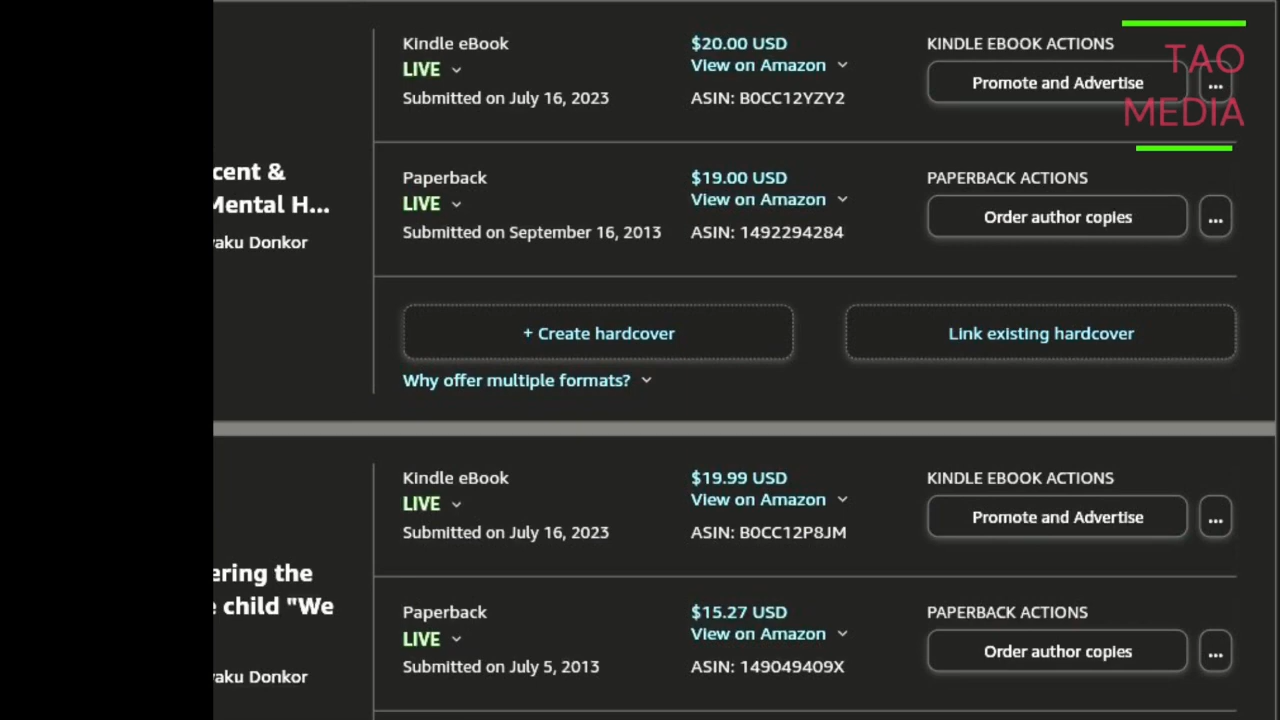 Kindle eBook
LIVE
Submitted on July 16, 2023
$20.00 USD
View on Amazon
ASIN: B0CC12YZY2
KINDLE EBOOK ACTIONS
Promote and Advertise
...
TAO
MEDIA
cent &
Mental H...
aku Donkor
Paperback
LIVE
Submitted on September 16, 2013
$19.00 USD
View on Amazon
ASIN: 1492294284
PAPERBACK ACTIONS
Order author copies
...
+ Create hardcover
Link existing hardcover
Why offer multiple formats?
ering the
child "We
aku Donkor
Kindle eBook
LIVE
Submitted on July 16, 2023
$19.99 USD
View on Amazon
ASIN: B0CC12P8JM
KINDLE EBOOK ACTIONS
Promote and Advertise
...
Paperback
LIVE
Submitted on July 5, 2013
$15.27 USD
View on Amazon
ASIN: 149049409X
PAPERBACK ACTIONS
Order author copies
...